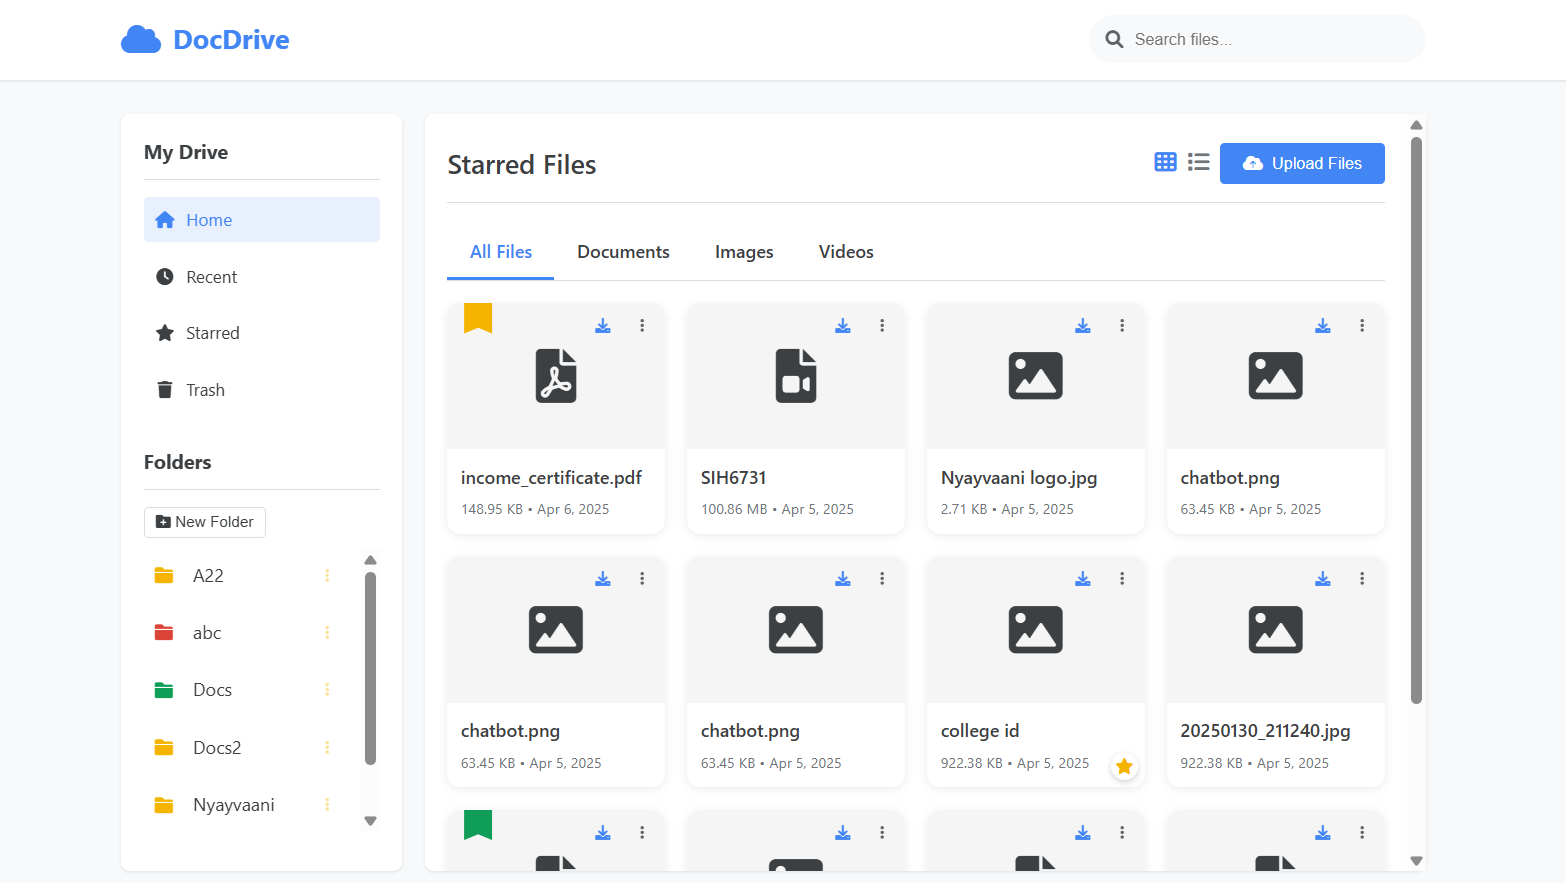 DocDrive
Search files...
My Drive
Home
Recent
Starred
Trash
Folders
New Folder
A22
abc
Docs
Docs2
Nyayvaani
Starred Files
Upload Files
All Files Documents Images Videos
income_certificate.pdf
148.95 KB • Apr 6, 2025
SIH6731
100.86 MB • Apr 5, 2025
Nyayvaani logo.jpg
2.71 KB • Apr 5, 2025
chatbot.png
63.45 KB • Apr 5, 2025
chatbot.png
63.45 KB • Apr 5, 2025
chatbot.png
63.45 KB • Apr 5, 2025
college id
922.38 KB • Apr 5, 2025
20250130_211240.jpg
922.38 KB • Apr 5, 2025